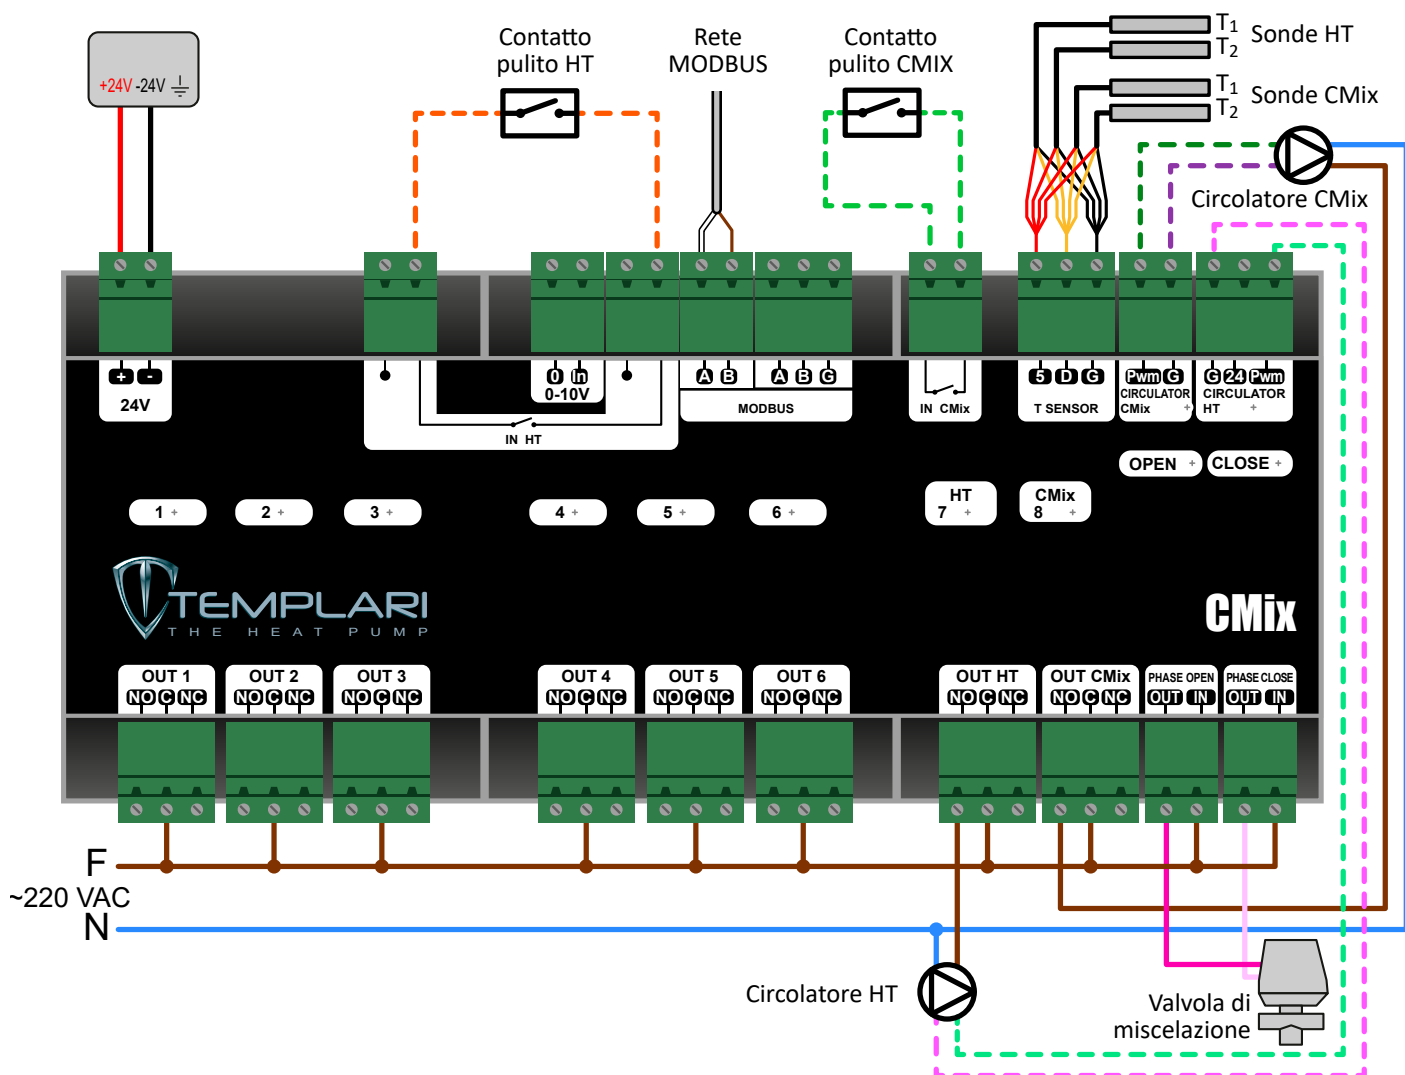 +24V -24V
Contatto
pulito HT
Rete
MODBUS
Contatto
pulito CMIX
T1
T2
Sonde HT
T1
T2
Sonde CMix
Circolatore CMix
+ -
24V
IN HT
0 In
0-10V
A B
A B G
MODBUS
IN CMix
5 D G
T SENSOR
Pwm G
CIRCULATOR
CMix +
G 24 Pwm
CIRCULATOR
HT +
OPEN +
CLOSE +
1 +
2 +
3 +
4 +
5 +
6 +
HT
7 +
CMix
8 +
TEMPLARI
THE HEAT PUMP
CMix
OUT 1
NO C NC
OUT 2
NO C NC
OUT 3
NO C NC
OUT 4
NO C NC
OUT 5
NO C NC
OUT 6
NO C NC
OUT HT
NO C NC
OUT CMix
NO C NC
PHASE OPEN
OUT IN
PHASE CLOSE
OUT IN
F
~220 VAC
N
Circolatore HT
Valvola di
miscelazione